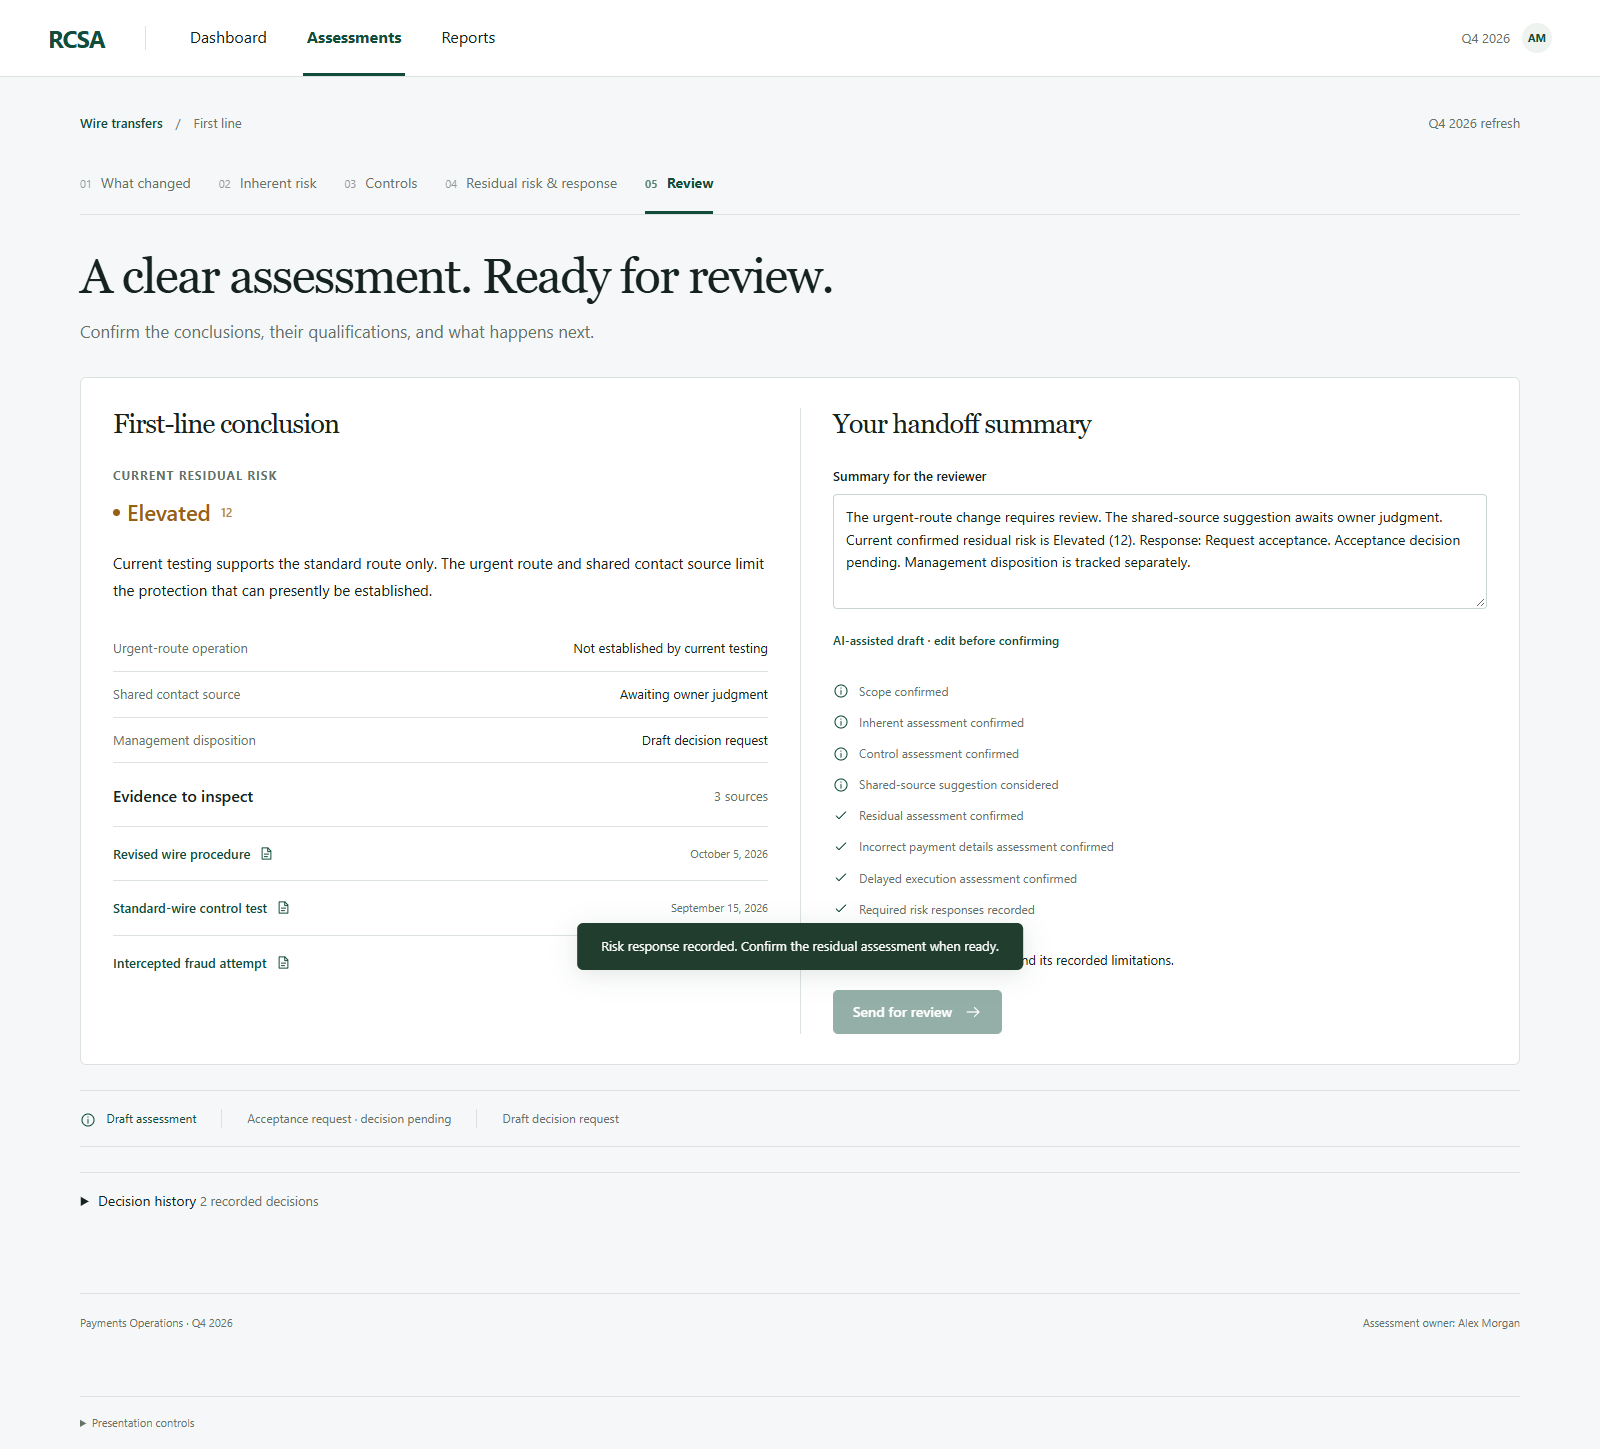 RCSA
Dashboard
Assessments
Reports
Q4 2026
AM
Wire transfers / First line
Q4 2026 refresh
01 What changed
02 Inherent risk
03 Controls
04 Residual risk & response
05 Review
A clear assessment. Ready for review.
Confirm the conclusions, their qualifications, and what happens next.
First-line conclusion
CURRENT RESIDUAL RISK
• Elevated 12
Current testing supports the standard route only. The urgent route and shared contact source limit
the protection that can presently be established.
Urgent-route operation
Not established by current testing
Shared contact source
Awaiting owner judgment
Management disposition
Draft decision request
Evidence to inspect
3 sources
Revised wire procedure
October 5, 2026
Standard-wire control test
September 15, 2026
Intercepted fraud attempt
Your handoff summary
Summary for the reviewer
The urgent-route change requires review. The shared-source suggestion awaits owner judgment.
Current confirmed residual risk is Elevated (12). Response: Request acceptance. Acceptance decision
pending. Management disposition is tracked separately.
AI-assisted draft · edit before confirming
Scope confirmed
Inherent assessment confirmed
Control assessment confirmed
Shared-source suggestion considered
Residual assessment confirmed
Incorrect payment details assessment confirmed
Delayed execution assessment confirmed
Required risk responses recorded
Risk response recorded. Confirm the residual assessment when ready.
its recorded limitations.
Send for review
Draft assessment
Acceptance request · decision pending
Draft decision request
Decision history 2 recorded decisions
Payments Operations · Q4 2026
Assessment owner: Alex Morgan
Presentation controls